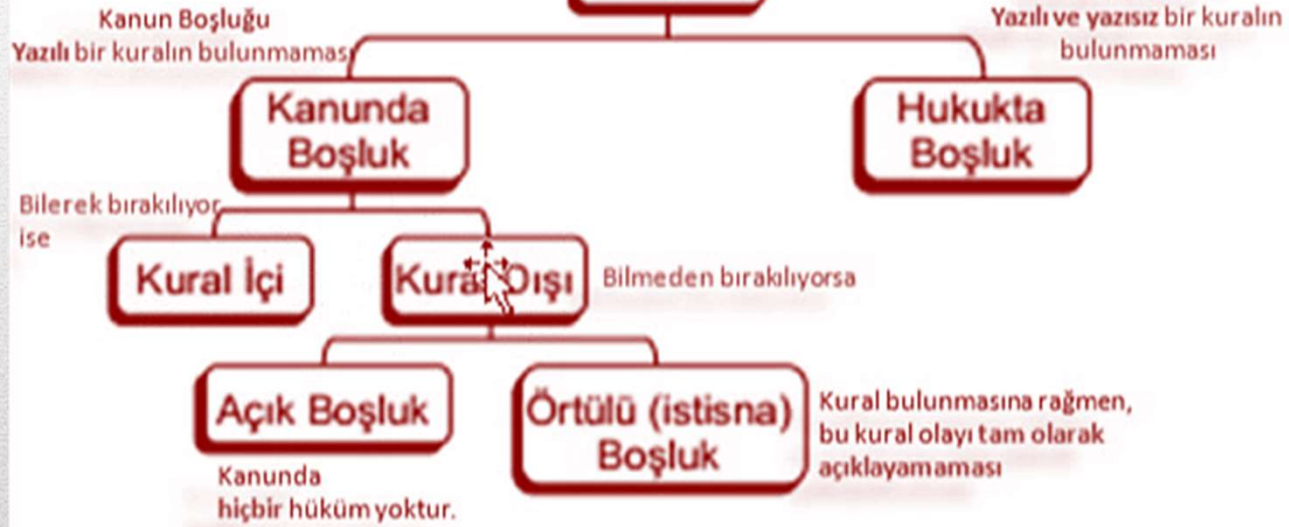 Kanun Boşluğu
Yazılı bir kuralın bulunmaması
Yazılı ve yazısız bir kuralın
bulunmaması
Kanunda
Boşluk
Hukukta
Boşluk
Bilerek bırakılıyor
ise
Kural İçi
Kural Dışı
Bilmeden bırakılıyorsa
Açık Boşluk
Örtülü (istisna)
Boşluk
Kural bulunmasına rağmen,
bu kural olayı tam olarak
açıklayamaması
Kanunda
hiçbir hüküm yoktur.